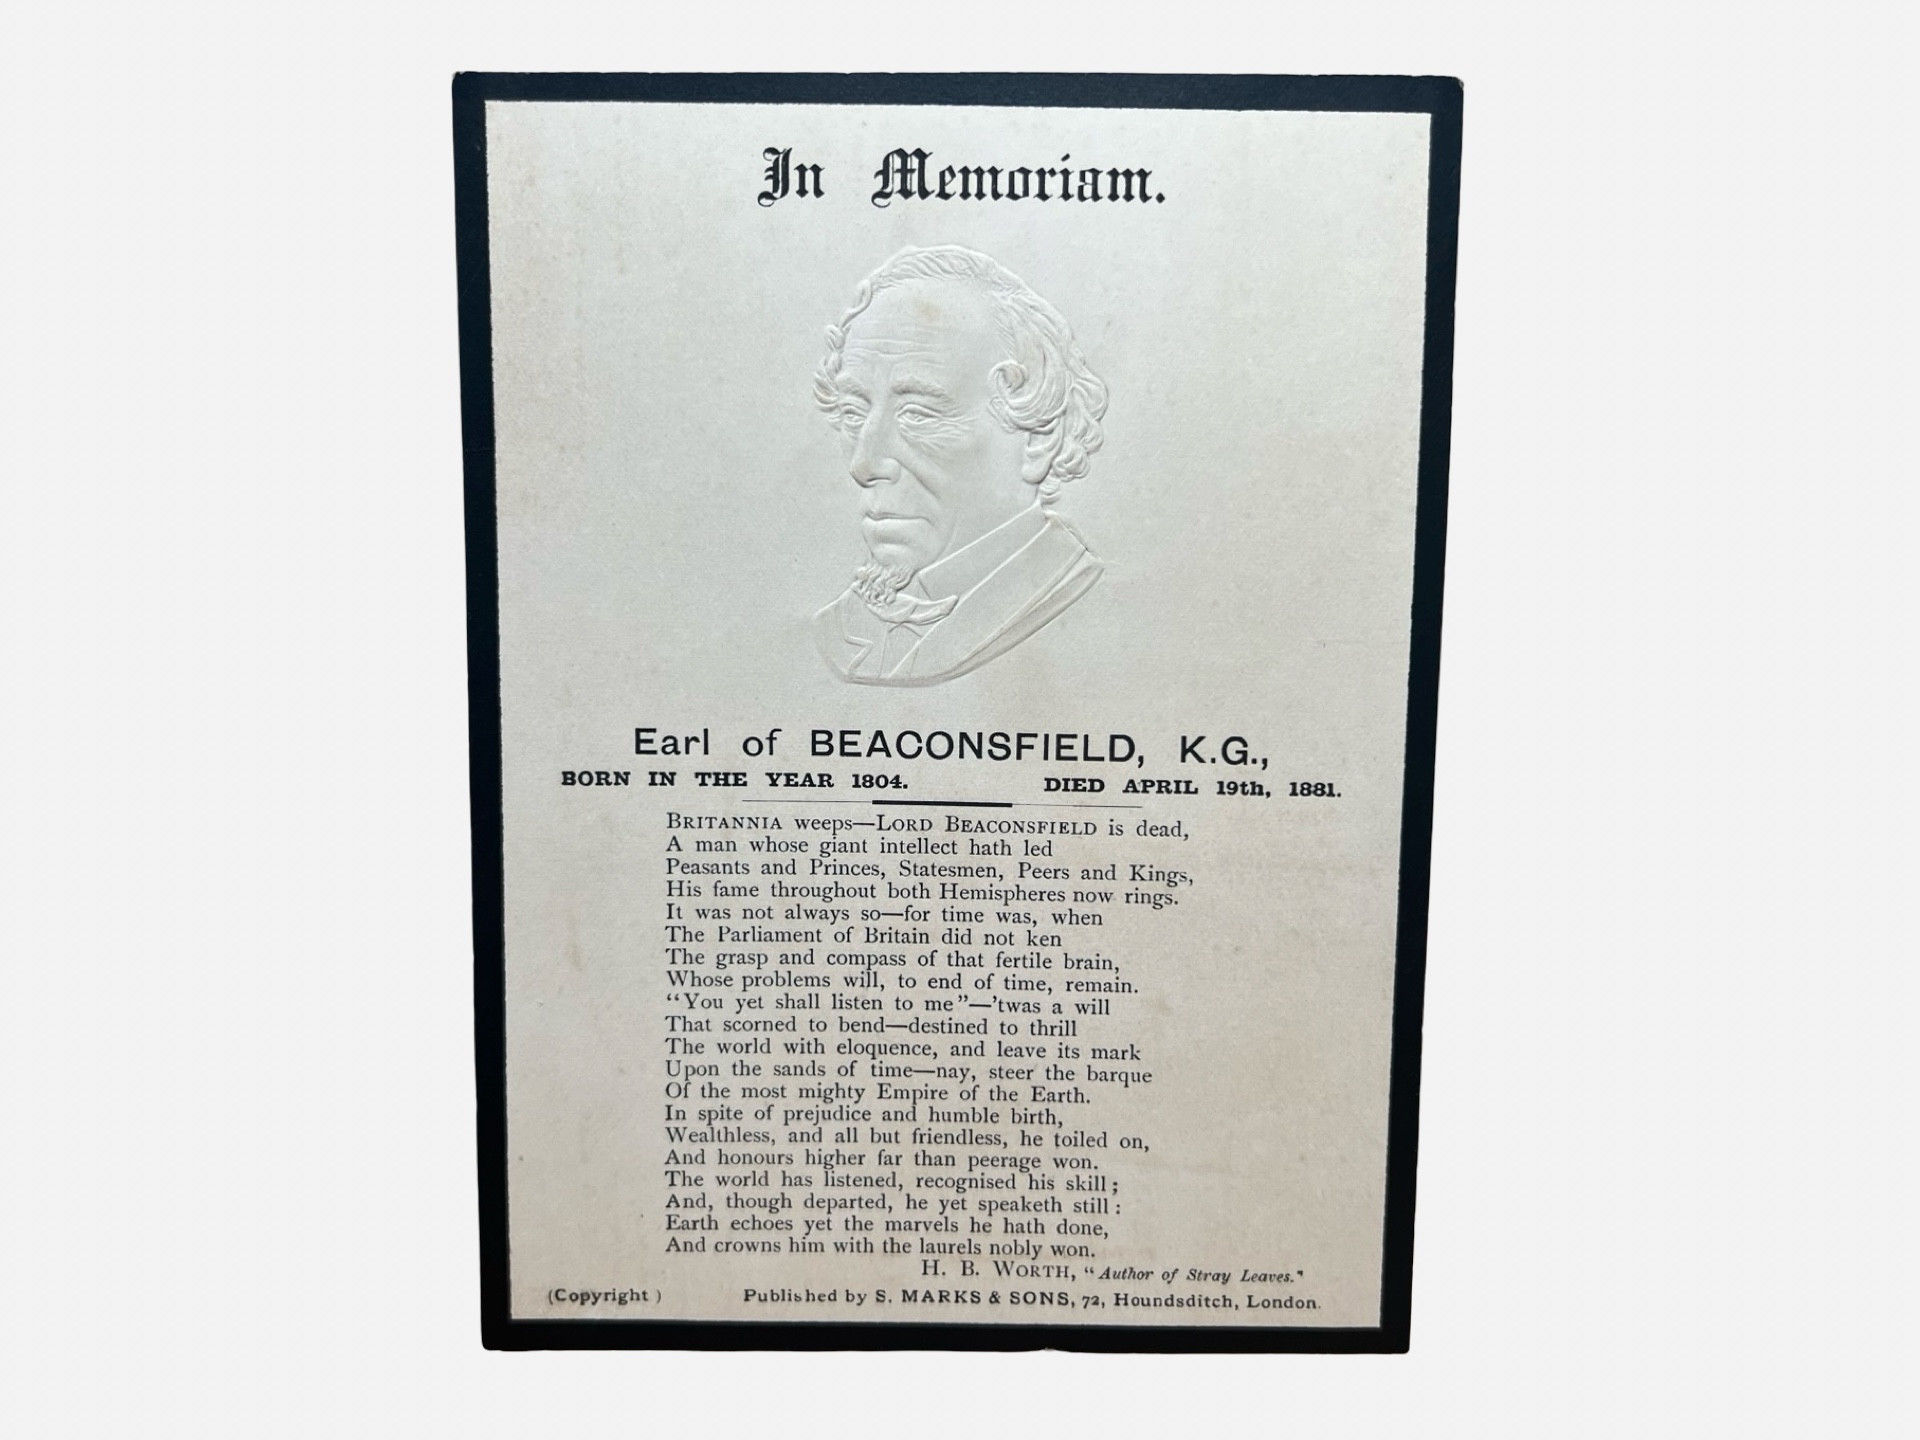 In Memoriam.
Earl of BEACONSFIELD, K.G.,
BORN IN THE YEAR 1804. DIED APRIL 19th, 1881.
BRITANNIA weeps—LORD BEACONSFIELD is dead,
A man whose giant intellect hath led
Peasants and Princes, Statesmen, Peers and Kings,
His fame throughout both Hemispheres now rings.
It was not always so—for time was, when
The Parliament of Britain did not ken
The grasp and compass of that fertile brain,
Whose problems will, to end of time, remain.
“You yet shall listen to me”—’twas a will
That scorned to bend—destined to thrill
The world with eloquence, and leave its mark
Upon the sands of time—nay, steer the barque
Of the most mighty Empire of the Earth.
In spite of prejudice and humble birth,
Wealthless, and all but friendless, he toiled on,
And honours higher far than peerage won.
The world has listened, recognised his skill;
And, though departed, he yet speaketh still:
Earth echoes yet the marvels he hath done,
And crowns him with the laurels nobly won.
H. B. WORTH, “Author of Stray Leaves.”
(Copyright ) Published by S. MARKS & SONS, 72, Houndsditch, London.